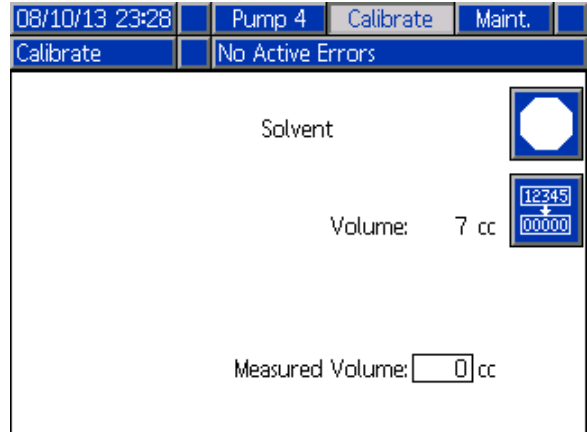 08/10/13 23:28 Pump 4 Calibrate Maint.
Calibrate No Active Errors
Solvent
12345
Volume: 7 cc 00000
Measured Volume: 0 cc